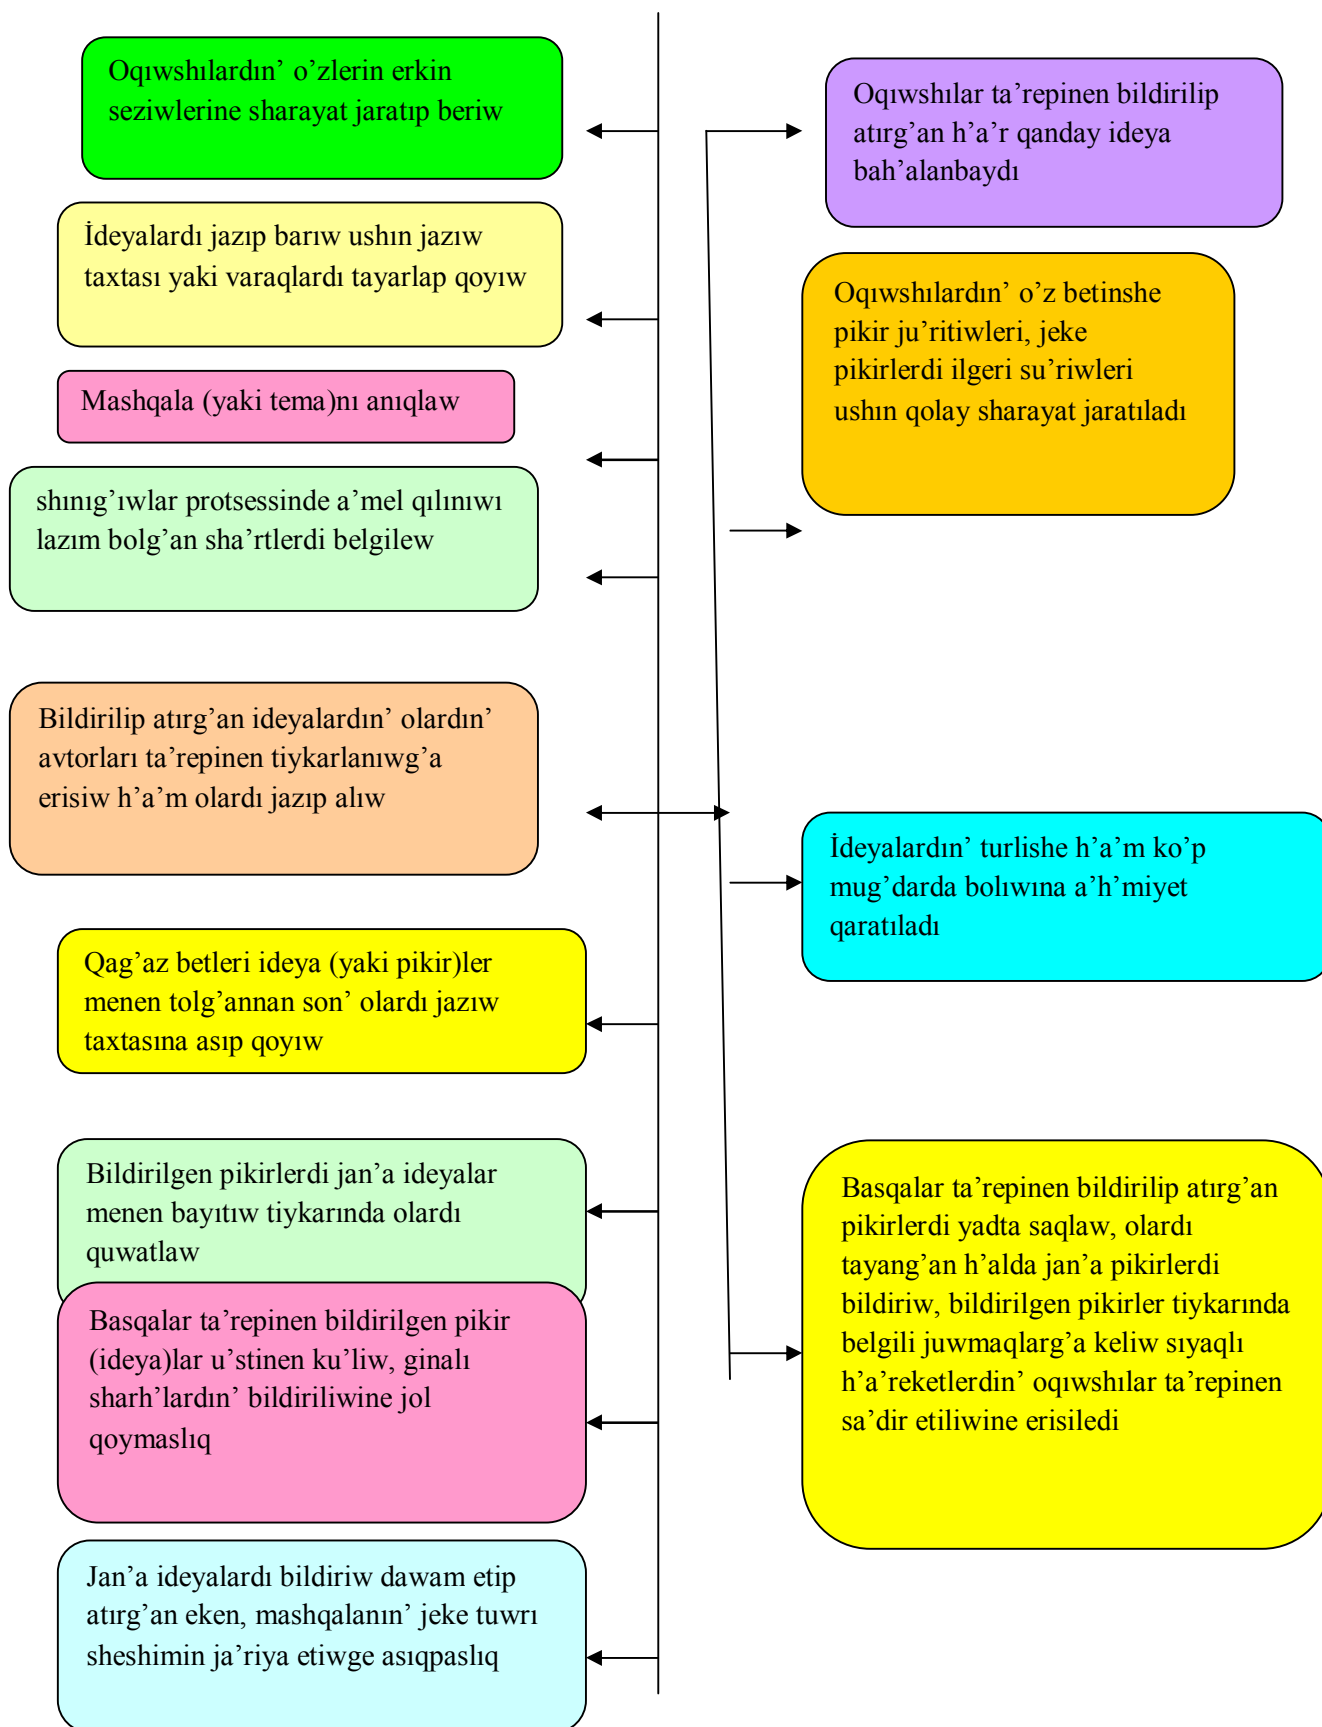 Oqıwshılardın’ o’zlerin erkin
seziwlerine sharayat jaratıp beriw
İdeyalardı jazıp barıw ushın jazıw
taxtası yaki varaqlardı tayarlap qoyıw
Mashqala (yaki tema)nı anıqlaw
shınıg’ıwlar protsessinde a’mel qılınıwı
lazım bolg’an sha’rtlerdi belgilew
Bildirilip atırg’an ideyalardın’ olardın’
avtorları ta’repinen tiykarlanıwg’a
erisiw h’a’m olardı jazıp alıw
Qag’az betleri ideya (yaki pikir)ler
menen tolg’annan son’ olardı jazıw
taxtasına asıp qoyıw
Bildirilgen pikirlerdi jan’a ideyalar
menen bayıtıw tiykarında olardı
quwatlaw
Basqalar ta’repinen bildirilgen pikir
(ideya)lar u’stinen ku’liw, ginalı
sharh’lardın’ bildiriliwine jol
qoymaslıq
Jan’a ideyalardı bildiriw dawam etip
atırg’an eken, mashqalanın’ jeke tuwrı
sheshimin ja’riya etiwge asıqpaslıq
Oqıwshılar ta’repinen bildirilip
atırg’an h’a’r qanday ideya
bah’alanbaydı
Oqıwshılardın’ o’z betinshe
pikir ju’ritiwleri, jeke
pikirlerdi ilgeri su’riwleri
ushın qolay sharayat jaratıladı
İdeyalardın’ turlishe h’a’m ko’p
mug’darda bolıwına a’h’miyet
qaratıladı
Basqalar ta’repinen bildirilip atırg’an
pikirlerdi yadta saqlaw, olardı
tayang’an h’alda jan’a pikirlerdi
bildiriw, bildirilgen pikirler tiykarında
belgili juwmaqlarg’a keliw sıyaqlı
h’a’reketlerdin’ oqıwshılar ta’repinen
sa’dir etiliwine erisiledi